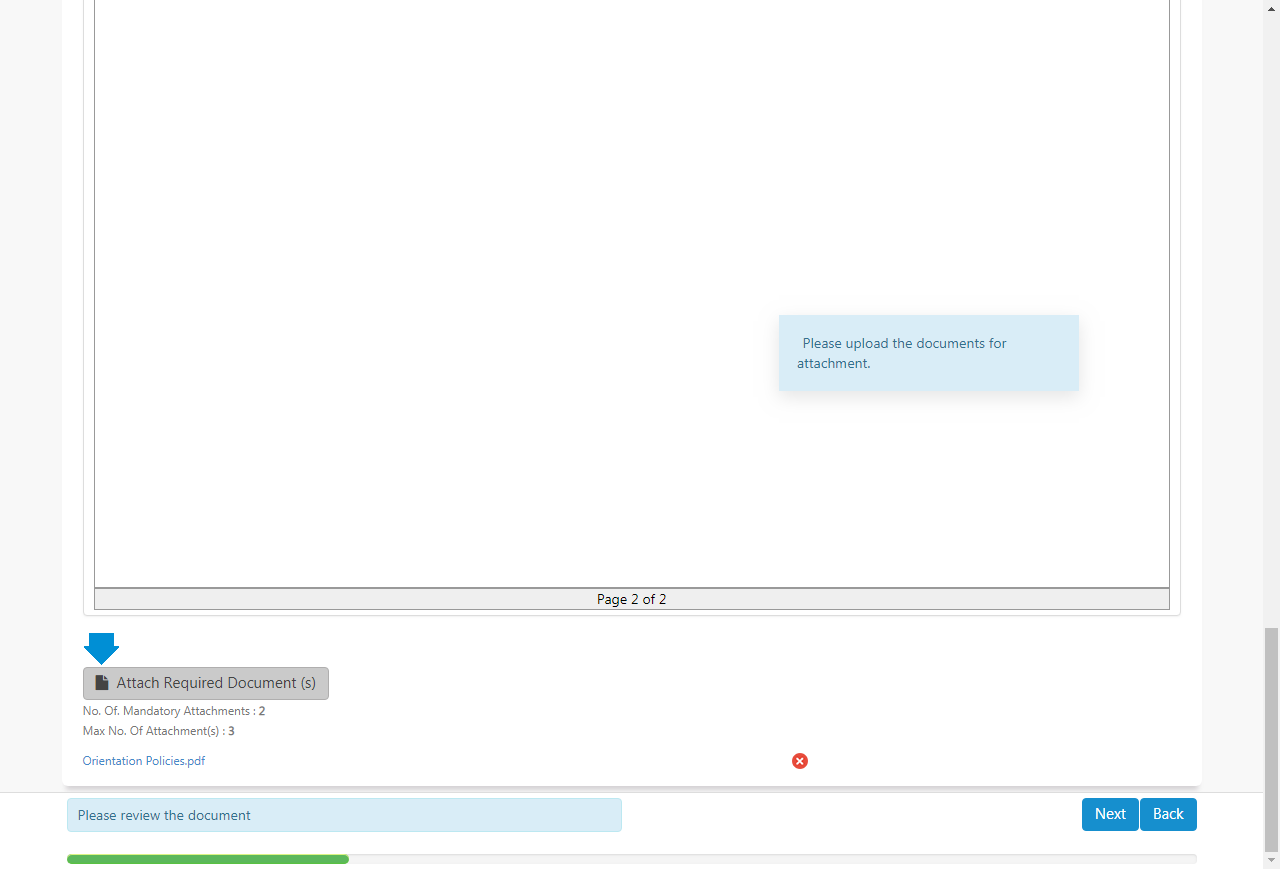 Please upload the documents for
attachment.
Page 2 of 2
Attach Required Document (s)
No. Of. Mandatory Attachments : 2
Max No. Of Attachment(s) : 3
Orientation Policies.pdf
Please review the document
Next
Back